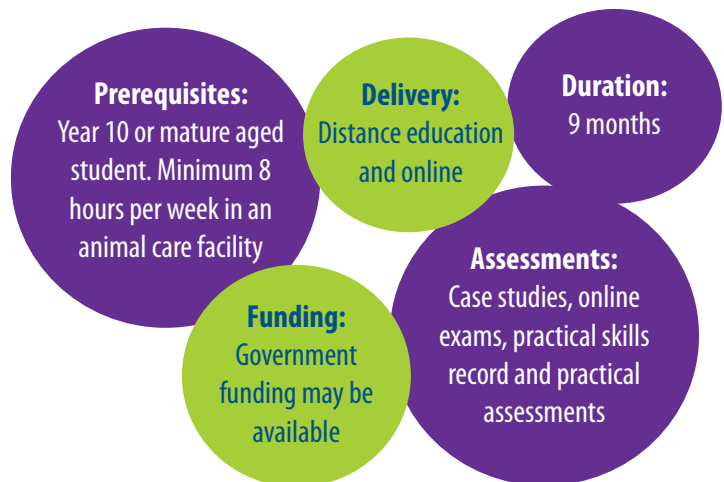 Prerequisites:
Year 10 or mature aged
student. Minimum 8
hours per week in an
animal care facility
Delivery:
Distance education
and online
Duration:
9 months
Funding:
Government
funding may be
available
Assessments:
Case studies, online
exams, practical skills
record and practical
assessments